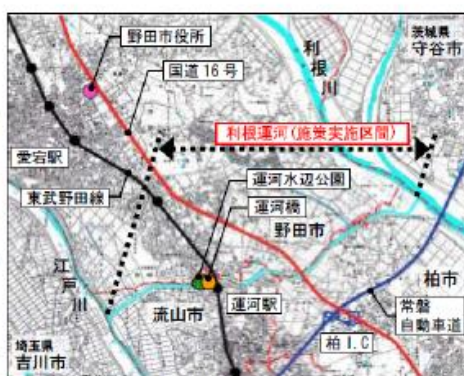 野田市役所
国道16号
利根川
茨城県
守谷市
利根運河(施策実施区間)
愛宕駅
東武野田線
運河水辺公園
運河橋
野田市
江戸川
流山市
運河駅
柏市
常磐
自動車道
柏I.C
埼玉県
吉川市